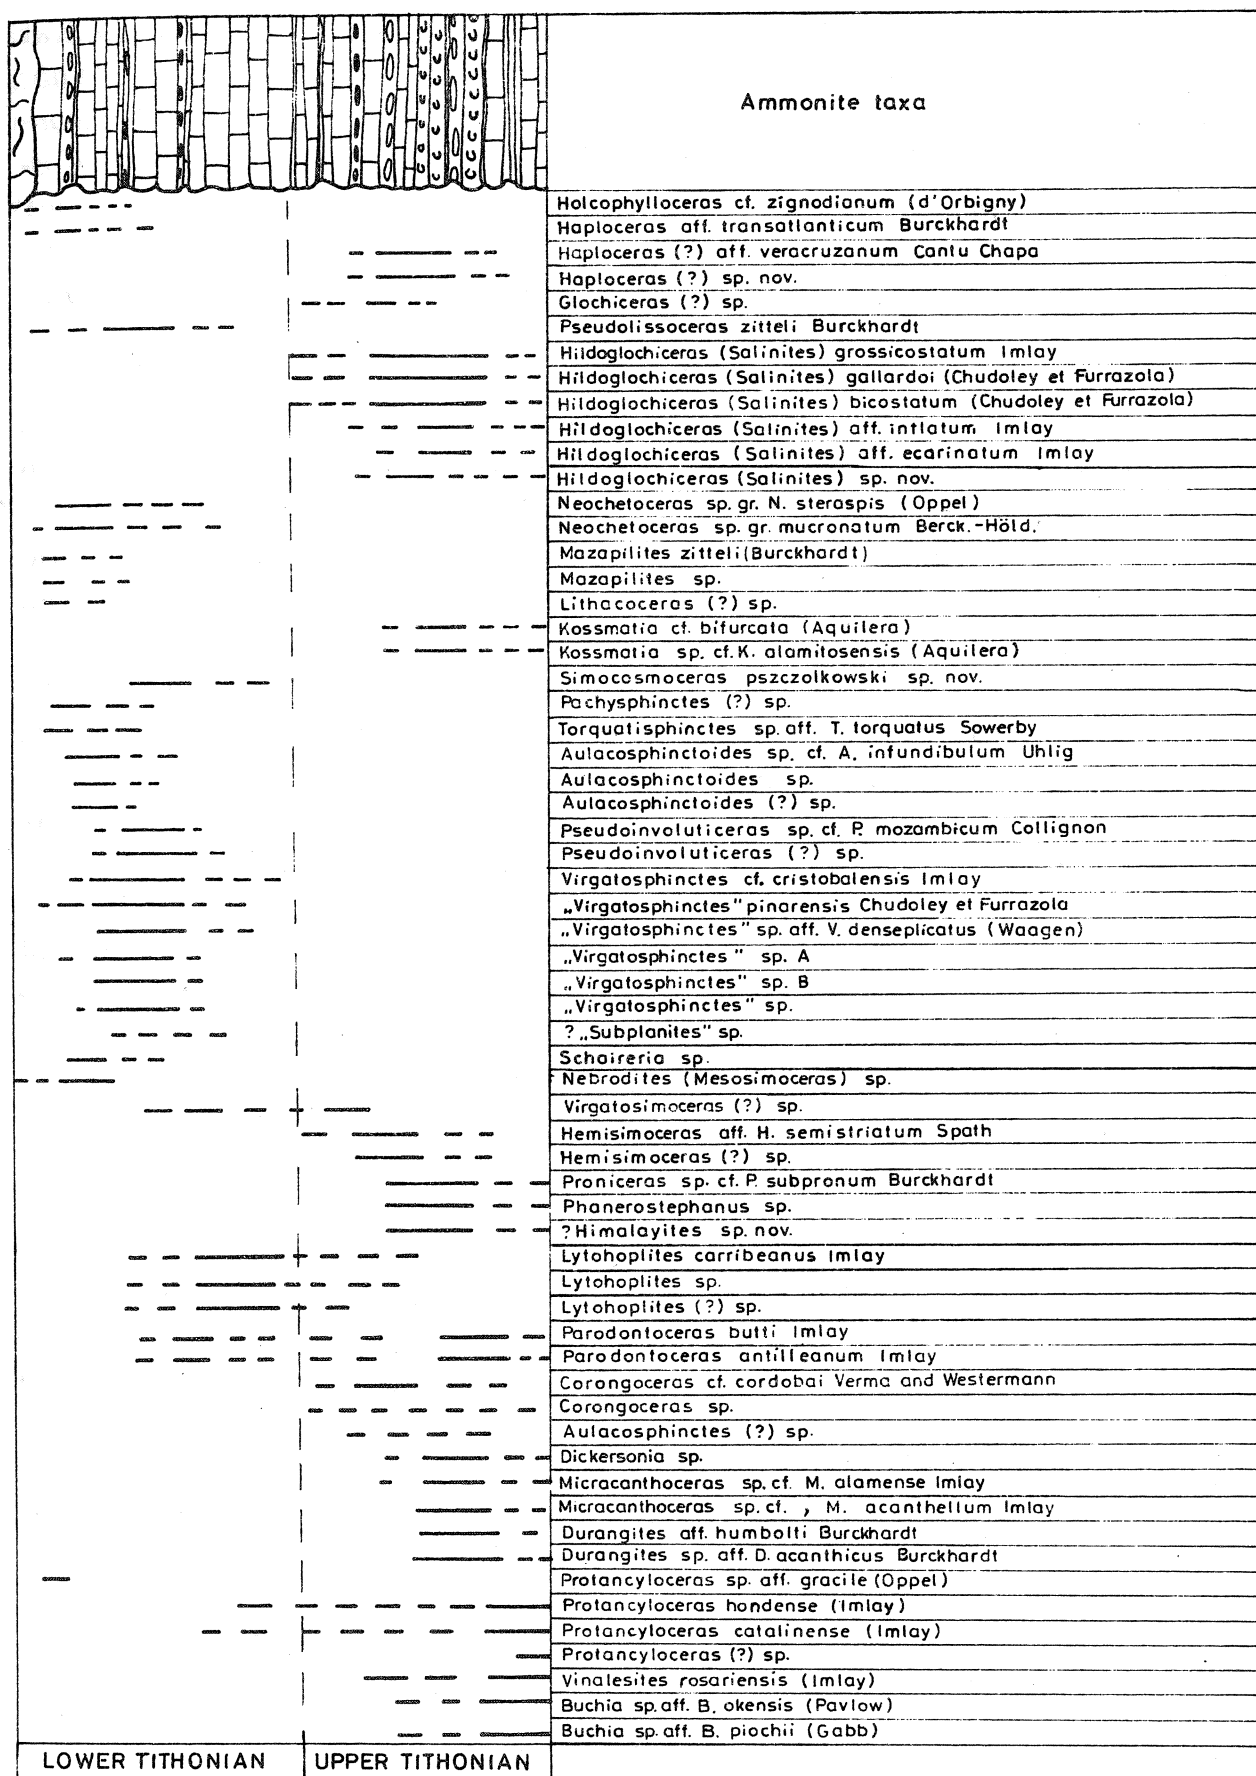 Ammonite taxa
Holcophylloceras cf. zignodianum (d'Orbigny)
Haploceras aff. transatlanticum Burckhardt
Haploceras (?) aff. veracruzanum Cantu Chapa
Haploceras (?) sp. nov.
Glochiceras (?) sp.
Pseudolissoceras zitteli Burckhardt
Hildoglochiceras (Salinites) grossicostatum Imlay
Hildoglochiceras (Salinites) gallardoi (Chudoley et Furrazola)
Hildoglochiceras (Salinites) bicostatum (Chudoley et Furrazola)
Hildoglochiceras (Salinites) aff. inflatum Imlay
Hildoglochiceras (Salinites) aff. ecarinatum Imlay
Hildoglochiceras (Salinites) sp. nov.
Neochetoceras sp. gr. N. steraspis (Oppel)
Neochetoceras sp. gr. mucronatum Berck.-Höld.
Mazapilites zitteli (Burckhardt)
Mazapilites sp.
Lithacoceras (?) sp.
Kossmatia cf. bifurcata (Aquilera)
Kossmatia sp. cf. K. alamitosensis (Aquilera)
Simocosmoceras pszczolkowski sp. nov.
Pachysphinctes (?) sp.
Torquatisphinctes sp. aff. T. torquatus Sowerby
Aulacosphinctoides sp. cf. A. infundibulum Uhlig
Aulacosphinctoides sp.
Aulacosphinctoides (?) sp.
Pseudoinvoluticeras sp. cf. P. mozambicum Collignon
Pseudoinvoluticeras (?) sp.
Virgatosphinctes cf. cristobalensis Imlay
„Virgatosphinctes" pinarensis Chudoley et Furrazola
„Virgatosphinctes" sp. aff. V. denseplicatus (Waagen)
„Virgatosphinctes" sp. A
„Virgatosphinctes" sp. B
„Virgatosphinctes" sp.
? „Subplanites" sp.
Schaireria sp.
Nebrodites (Mesosimoceras) sp.
Virgatosimoceras (?) sp.
Hemisimoceras aff. H. semistriatum Spath
Hemisimoceras (?) sp.
Proniceras sp. cf. P. subpronum Burckhardt
Phanerostephanus sp.
? Himalayites sp. nov.
Lytohoplites carribeanus Imlay
Lytohoplites sp.
Lytohoplites (?) sp.
Parodontoceras butti Imlay
Parodontoceras antilleanum Imlay
Corongoceras cf. cordobai Verma and Westermann
Corongoceras sp.
Aulacosphinctes (?) sp.
Dickersonia sp.
Micracanthoceras sp. cf. M. alamense Imlay
Micracanthoceras sp. cf. , M. acanthellum Imlay
Durangites aff. humbolti Burckhardt
Durangites sp. aff. D. acanthicus Burckhardt
Protancyloceras sp. aff. gracile (Oppel)
Protancyloceras hondense (Imlay)
Protancyloceras catalinense (Imlay)
Protancyloceras (?) sp.
Vinalesites rosariensis (Imlay)
Buchia sp. aff. B. okensis (Pavlow)
Buchia sp. aff. B. piochii (Gabb)
LOWER TITHONIAN UPPER TITHONIAN